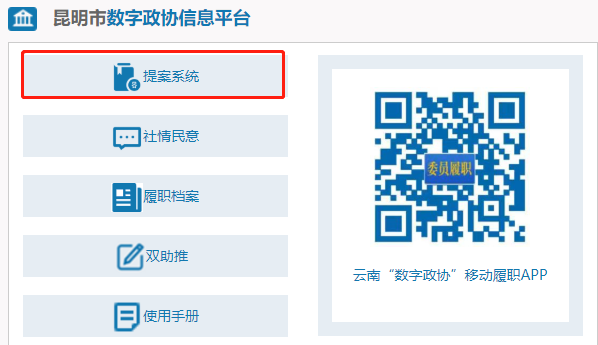 昆明市数字政协信息平台
提案系统
社情民意
履职档案
双助推
使用手册
委员履职
云南“数字政协”移动履职APP